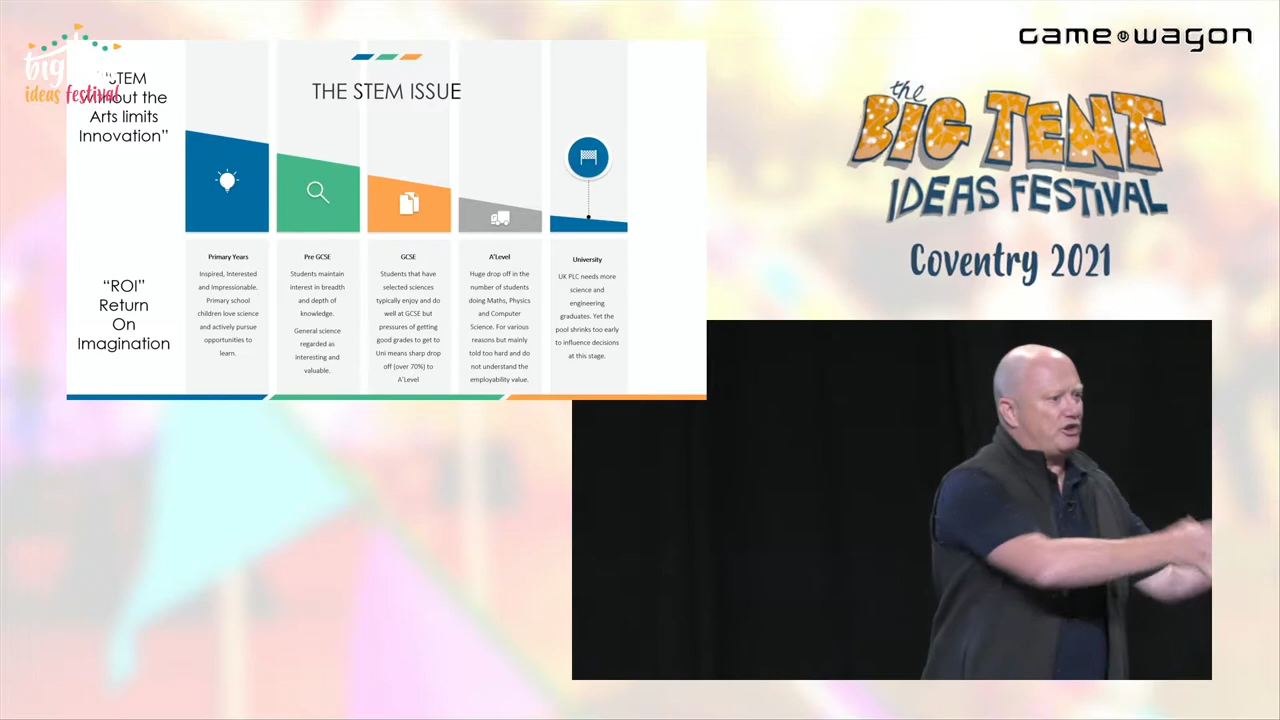 big
ideas festival
"STEM
without the
Arts limits
Innovation”
“ROI”
Return
On
Imagination
THE STEM ISSUE
Primary Years
Inspired, Interested
and Impressionable.
Primary school
children love science
and actively pursue
opportunities to
learn.
Pre GCSE
Students maintain
interest in breadth
and depth of
knowledge.
General science
regarded as
interesting and
valuable.
GCSE
Students that have
selected sciences
typically enjoy and do
well at GCSE but
pressures of getting
good grades to get to
Uni means sharp drop
off (over 70%) to
A’Level
A’Level
Huge drop off in the
number of students
doing Maths, Physics
and Computer
Science. For various
reasons but mainly
told too hard and do
not understand the
employability value.
University
UK PLC needs more
science and
engineering
graduates. Yet the
pool shrinks too early
to influence decisions
at this stage.
game wagon
the
BIG TENT
IDEAS FESTIVAL
Coventry 2021